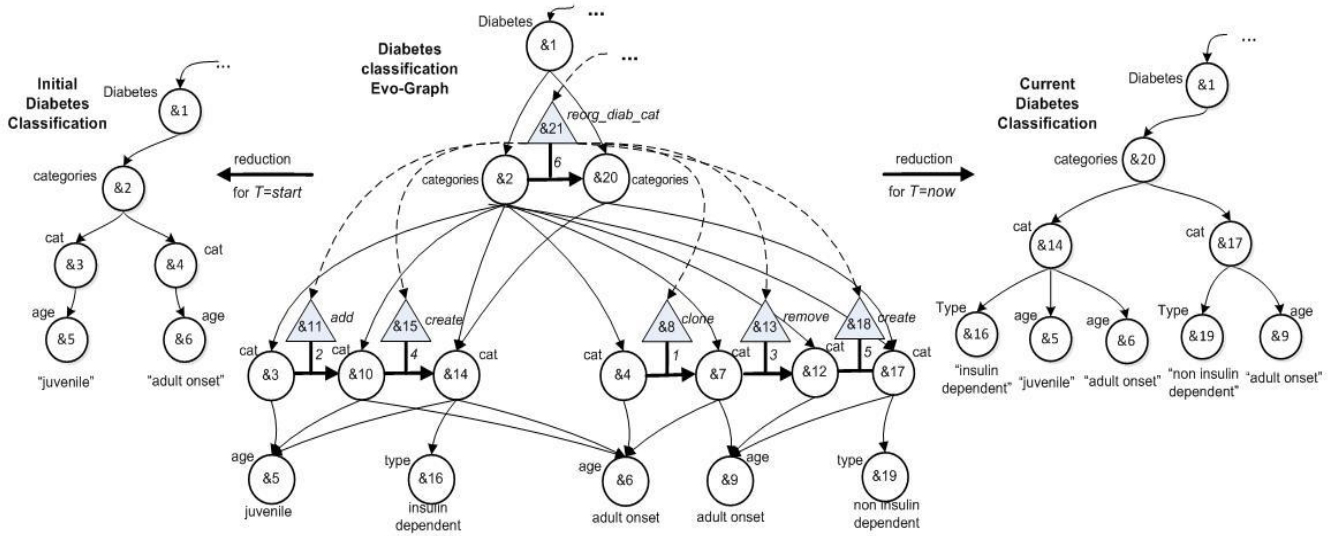 Initial
Diabetes
Classification
...
Diabetes
&1
categories
&2
cat
&3
cat
&4
age
&5
age
&6
"juvenile"
"adult onset"
reduction
for T=start
Diabetes
classification
Evo-Graph
...
Diabetes
&1
...
&21
reorg_diab_cat
6
categories
&2
&20
categories
&11
add
2
&15
create
4
&8
clone
1
&13
remove
3
&18
create
5
cat
&3
cat
&10
cat
&14
cat
&4
cat
&7
cat
&12
cat
&17
age
&5
juvenile
type
&16
insulin
dependent
age
&6
adult onset
age
&9
adult onset
type
&19
non insulin
dependent
reduction
for T=now
Current
Diabetes
Classification
...
Diabetes
&1
categories
&20
cat
&14
cat
&17
Type
&16
age
&5
age
&6
Type
&19
age
&9
"insulin
dependent"
"juvenile"
"adult onset"
"non insulin
dependent"
"adult onset"